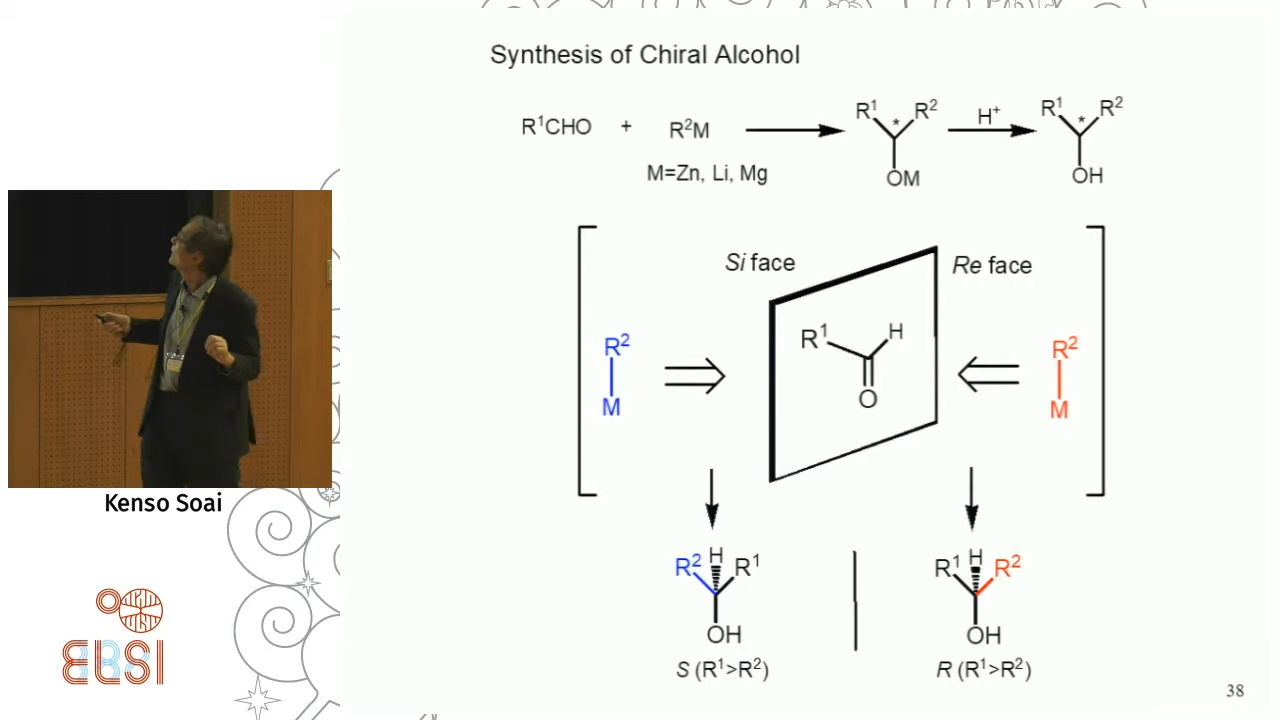 Synthesis of Chiral Alcohol
R¹CHO + R²M
M=Zn, Li, Mg
R¹ R²
*
OM
H⁺
R¹ R²
*
OH
Si face
Re face
R²
M
R¹ H
O
R²
M
R² H R¹
OH
S (R¹>R²)
R¹ H R²
OH
R (R¹>R²)
38
Kenso Soai
ELSI